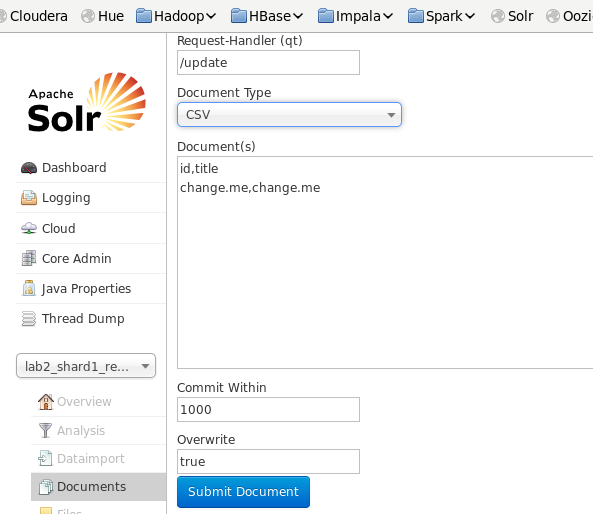 Cloudera Hue Hadoop HBase Impala Spark Solr Oozi
Request-Handler (qt)
/update
Document Type
CSV
Document(s)
id,title
change.me,change.me
Commit Within
1000
Overwrite
true
Submit Document
Apache
Solr
Dashboard
Logging
Cloud
Core Admin
Java Properties
Thread Dump
lab2_shard1_re...
Overview
Analysis
Dataimport
Documents
Files